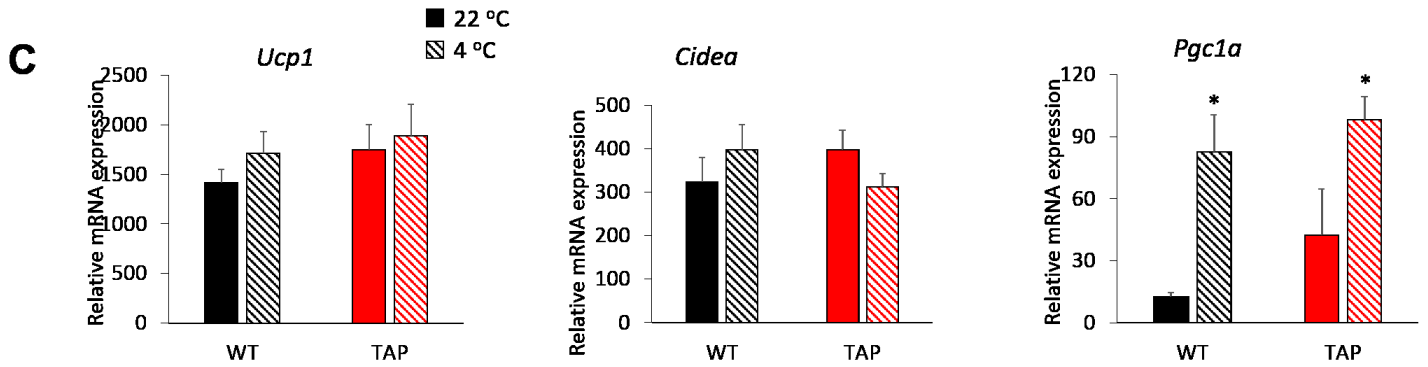 C
22 °C
4 °C
Ucp1
Relative mRNA expression
2500
2000
1500
1000
500
0
WT
TAP
Cidea
Relative mRNA expression
500
400
300
200
100
0
WT
TAP
Pgc1a
Relative mRNA expression
120
90
60
30
0
*
*
WT
TAP